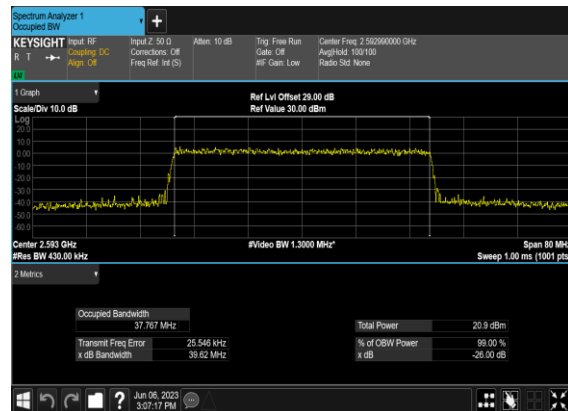 Spectrum Analyzer 1
Occupied BW
+
KEYSIGHT Input: RF Input Z: 50 Ω Atten: 10 dB Trig: Free Run Center Freq: 2.592990000 GHz
R T Coupling: DC Corrections: Off Gate: Off Avg|Hold: 100/100
Align: Off Freq Ref: Int (S) #IF Gain: Low Radio Std: None
1 Graph
Ref Lvl Offset 29.00 dB
Scale/Div 10.0 dB Ref Value 30.00 dBm
Log
20.0
10.0
0.00
-10.0
-20.0
-30.0
-40.0
-50.0
-60.0
Center 2.593 GHz #Video BW 1.3000 MHz* Span 80 MHz
#Res BW 430.00 kHz Sweep 1.00 ms (1001 pts
2 Metrics
Occupied Bandwidth
37.767 MHz Total Power 20.9 dBm
Transmit Freq Error 25.546 kHz % of OBW Power 99.00 %
x dB Bandwidth 39.62 MHz x dB -26.00 dB
?
Jun 06, 2023
3:07:17 PM